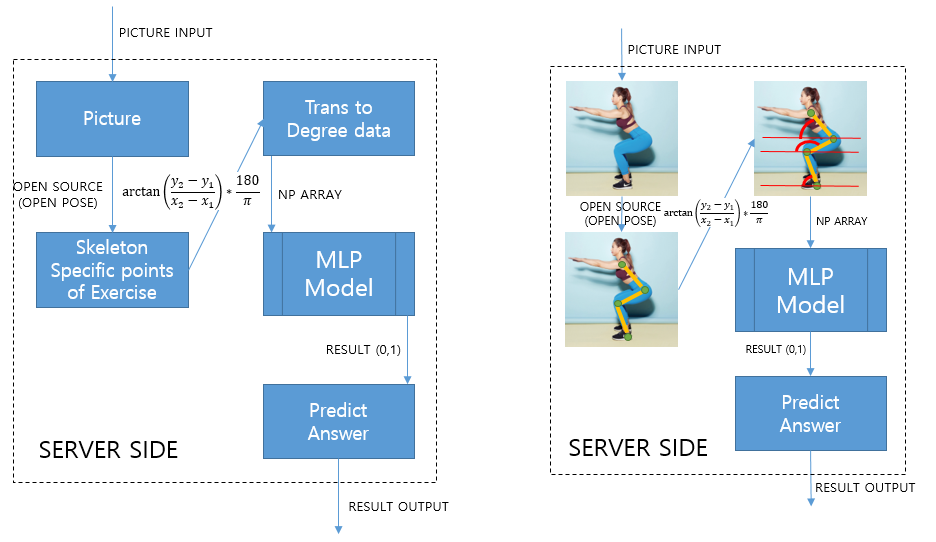 PICTURE INPUT
Picture
OPEN SOURCE
(OPEN POSE)
arctan(y₂ − y₁ / x₂ − x₁) * 180 / π
Skeleton
Specific points
of Exercise
Trans to
Degree data
NP ARRAY
MLP
Model
RESULT (0,1)
Predict
Answer
SERVER SIDE
RESULT OUTPUT
PICTURE INPUT
OPEN SOURCE
(OPEN POSE)
arctan(y₂ − y₁ / x₂ − x₁) * 180 / π
NP ARRAY
MLP
Model
RESULT (0,1)
Predict
Answer
SERVER SIDE
RESULT OUTPUT